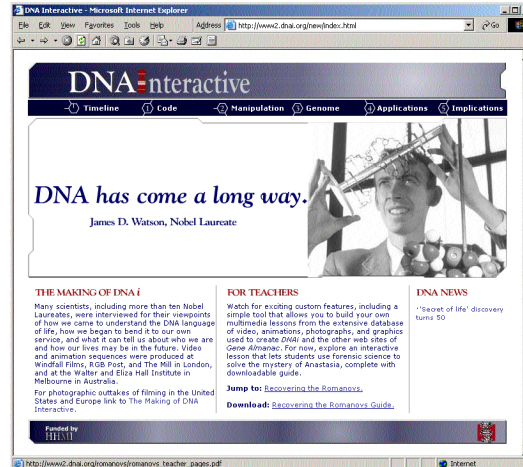 DNA Interactive - Microsoft Internet Explorer
File Edit View Favorites Tools Help Address http://www2.dnai.org/new/index.html Go
DNA interactive
Timeline 1 Code 2 Manipulation 3 Genome 4 Applications 5 Implications
DNA has come a long way.
James D. Watson, Nobel Laureate
THE MAKING OF DNA i
Many scientists, including more than ten Nobel
Laureates, were interviewed for their viewpoints
of how we came to understand the DNA language
of life, how we began to bend it to our own
service, and what it can tell us about who we are
and how our lives may be in the future. Video
and animation sequences were produced at
Windfall Films, RGB Post, and The Mill in London,
and at the Walter and Eliza Hall Institute in
Melbourne in Australia.
For photographic outtakes of filming in the United
States and Europe link to The Making of DNA
Interactive.
FOR TEACHERS
Watch for exciting custom features, including a
simple tool that allows you to build your own
multimedia lessons from the extensive database
of video, animations, photographs, and graphics
used to create DNAi and the other web sites of
Gene Almanac. For now, explore an interactive
lesson that lets students use forensic science to
solve the mystery of Anastasia, complete with
downloadable guide.
Jump to: Recovering the Romanovs.
Download: Recovering the Romanovs Guide.
DNA NEWS
'Secret of life' discovery
turns 50
Funded by
HHMI
http://www2.dnai.org/romanovs/romanovs_teacher_pages.pdf Internet